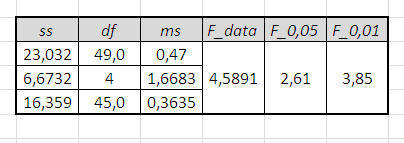 ss df ms F_data F_0,05 F_0,01
23,032 49,0 0,47
6,6732 4 1,6683 4,5891 2,61 3,85
16,359 45,0 0,3635